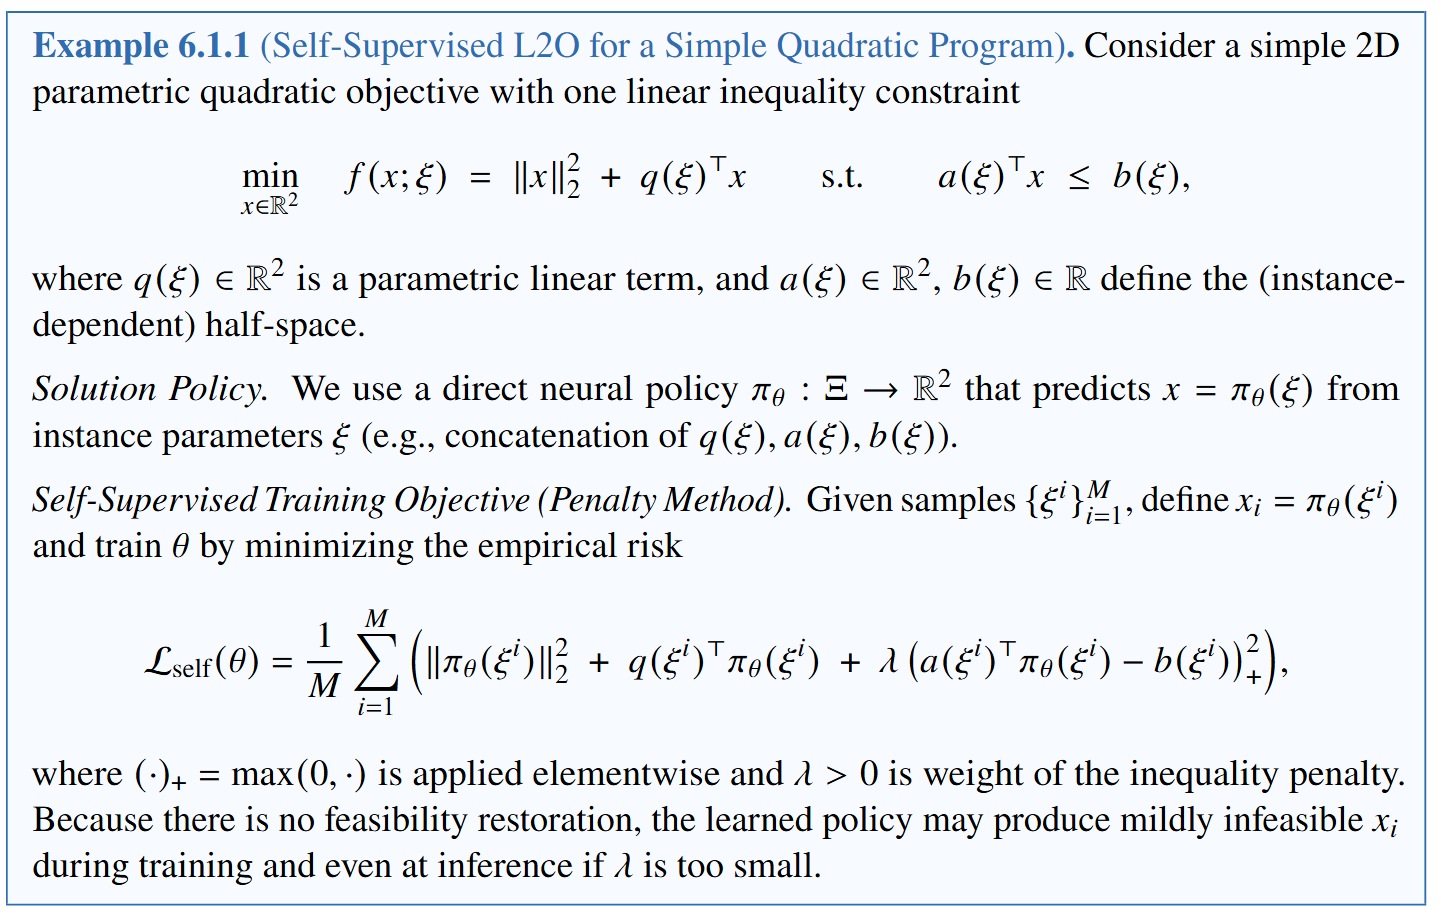 Example 6.1.1 (Self-Supervised L2O for a Simple Quadratic Program). Consider a simple 2D
parametric quadratic objective with one linear inequality constraint
min_{x∈ℝ²} f(x; ξ) = ‖x‖₂² + q(ξ)^⊤ x s.t. a(ξ)^⊤ x ≤ b(ξ),
where q(ξ) ∈ ℝ² is a parametric linear term, and a(ξ) ∈ ℝ², b(ξ) ∈ ℝ define the (instance-
dependent) half-space.
Solution Policy. We use a direct neural policy π_θ : Ξ → ℝ² that predicts x = π_θ(ξ) from
instance parameters ξ (e.g., concatenation of q(ξ), a(ξ), b(ξ)).
Self-Supervised Training Objective (Penalty Method). Given samples {ξ^i}_{i=1}^M, define x_i = π_θ(ξ^i)
and train θ by minimizing the empirical risk
ℒ_self(θ) = 1/M ∑_{i=1}^M ( ‖π_θ(ξ^i)‖₂² + q(ξ^i)^⊤ π_θ(ξ^i) + λ (a(ξ^i)^⊤ π_θ(ξ^i) − b(ξ^i))₊² ),
where (·)₊ = max(0, ·) is applied elementwise and λ > 0 is weight of the inequality penalty.
Because there is no feasibility restoration, the learned policy may produce mildly infeasible x_i
during training and even at inference if λ is too small.